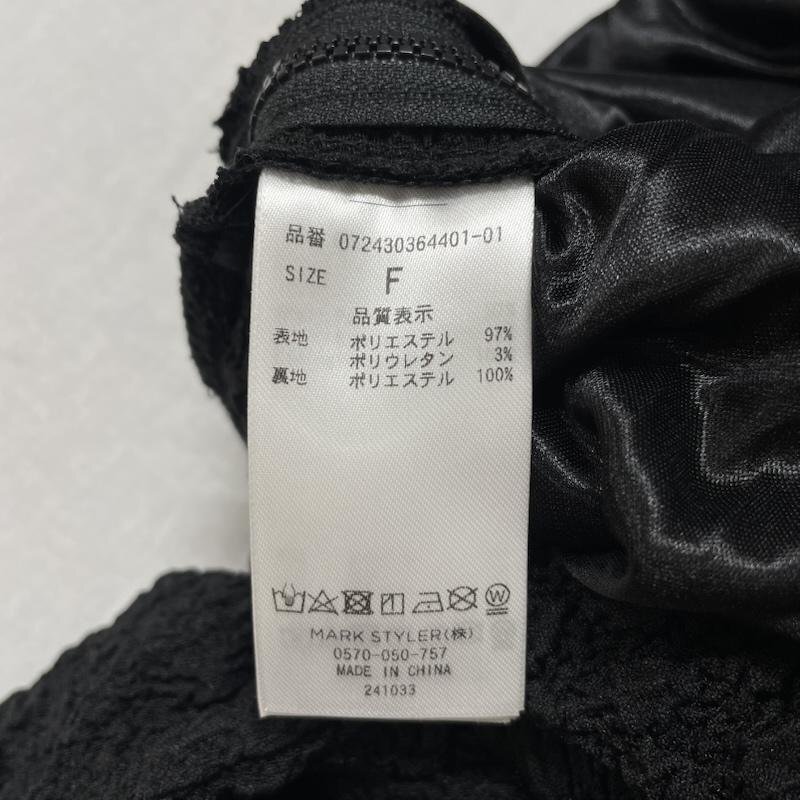 品番 072430364401-01
SIZE F
品質表示
表地 ポリエステル 97%
ポリウレタン 3%
裏地 ポリエステル 100%
W
MARK STYLER(株)
0570-050-757
MADE IN CHINA
241033